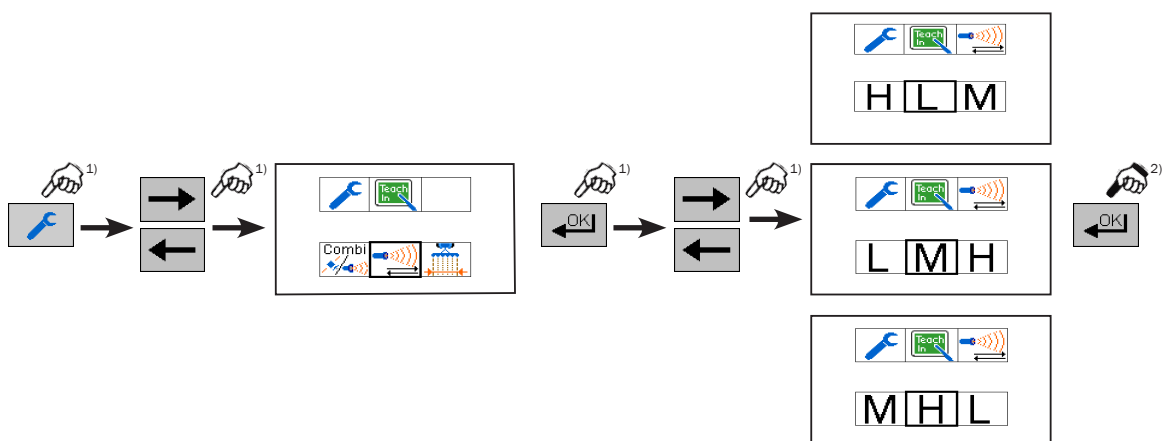 Teach In
H L M
1)
1)
Teach In
Combi
1)
OK
1)
Teach In
L M H
2)
OK
Teach In
M H L